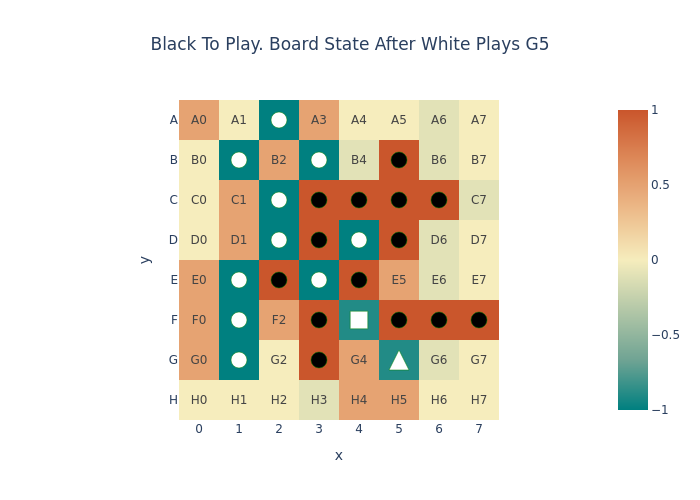 Black To Play. Board State After White Plays G5
A A0 A1 A3 A4 A5 A6 A7
B B0 B2 B4 B6 B7
C C0 C1 C7
D D0 D1 D6 D7
E E0 E5 E6 E7
F F0 F2
G G0 G2 G4 G6 G7
H H0 H1 H2 H3 H4 H5 H6 H7
0 1 2 3 4 5 6 7
x
y
1
0.5
0
−0.5
−1